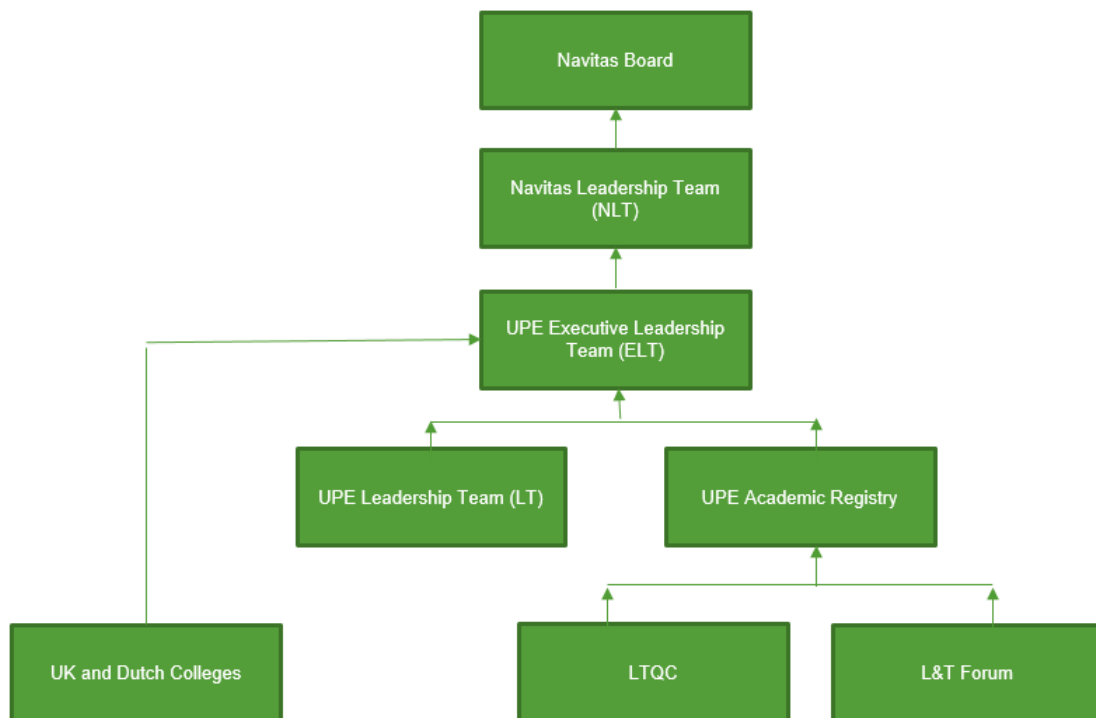 Navitas Board
Navitas Leadership Team
(NLT)
UPE Executive Leadership
Team (ELT)
UPE Leadership Team (LT)
UPE Academic Registry
UK and Dutch Colleges
LTQC
L&T Forum